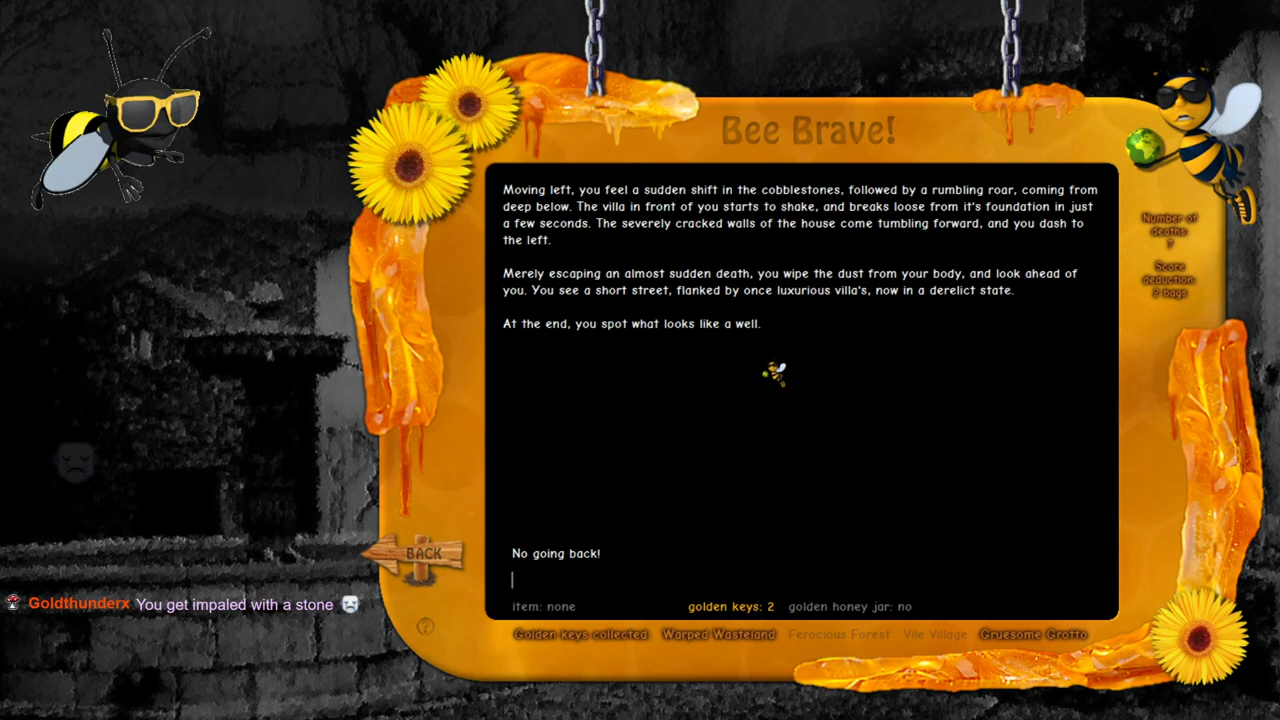 Bee Brave!
Moving left, you feel a sudden shift in the cobblestones, followed by a rumbling roar, coming from
deep below. The villa in front of you starts to shake, and breaks loose from it's foundation in just
a few seconds. The severely cracked walls of the house come tumbling forward, and you dash to
the left.
Merely escaping an almost sudden death, you wipe the dust from your body, and look ahead of
you. You see a short street, flanked by once luxurious villa's, now in a derelict state.
At the end, you spot what looks like a well.
Number of
deaths:
7
Score
deduction:
2 bags
No going back!
BACK
Goldthunderx You get impaled with a stone
item: none golden keys: 2 golden honey jar: no
?
Golden keys collected Warped Wasteland Ferocious Forest Vile Village Gruesome Grotto